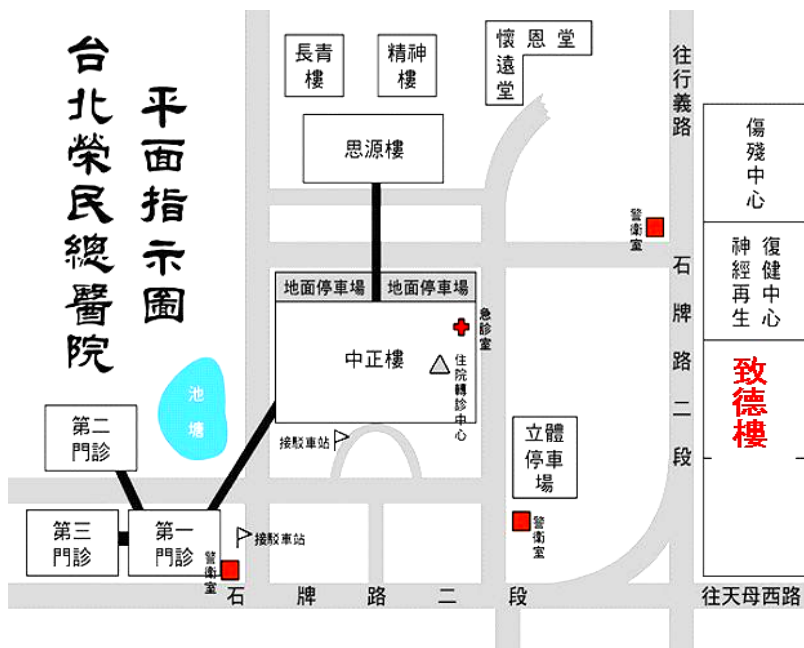 台北榮民總醫院
平面指示圖
長青
樓
精神
樓
懷恩堂
懷遠堂
往行義路
思源樓
傷殘中心
警衛室
神經再生
復健中心
石牌路二段
地面停車場
地面停車場
急診室
中正樓
住院轉診中心
致德樓
池塘
第二
門診
接駁車站
立體
停車
場
第三
門診
第一
門診
接駁車站
警衛室
警衛室
石牌路二段
往天母西路